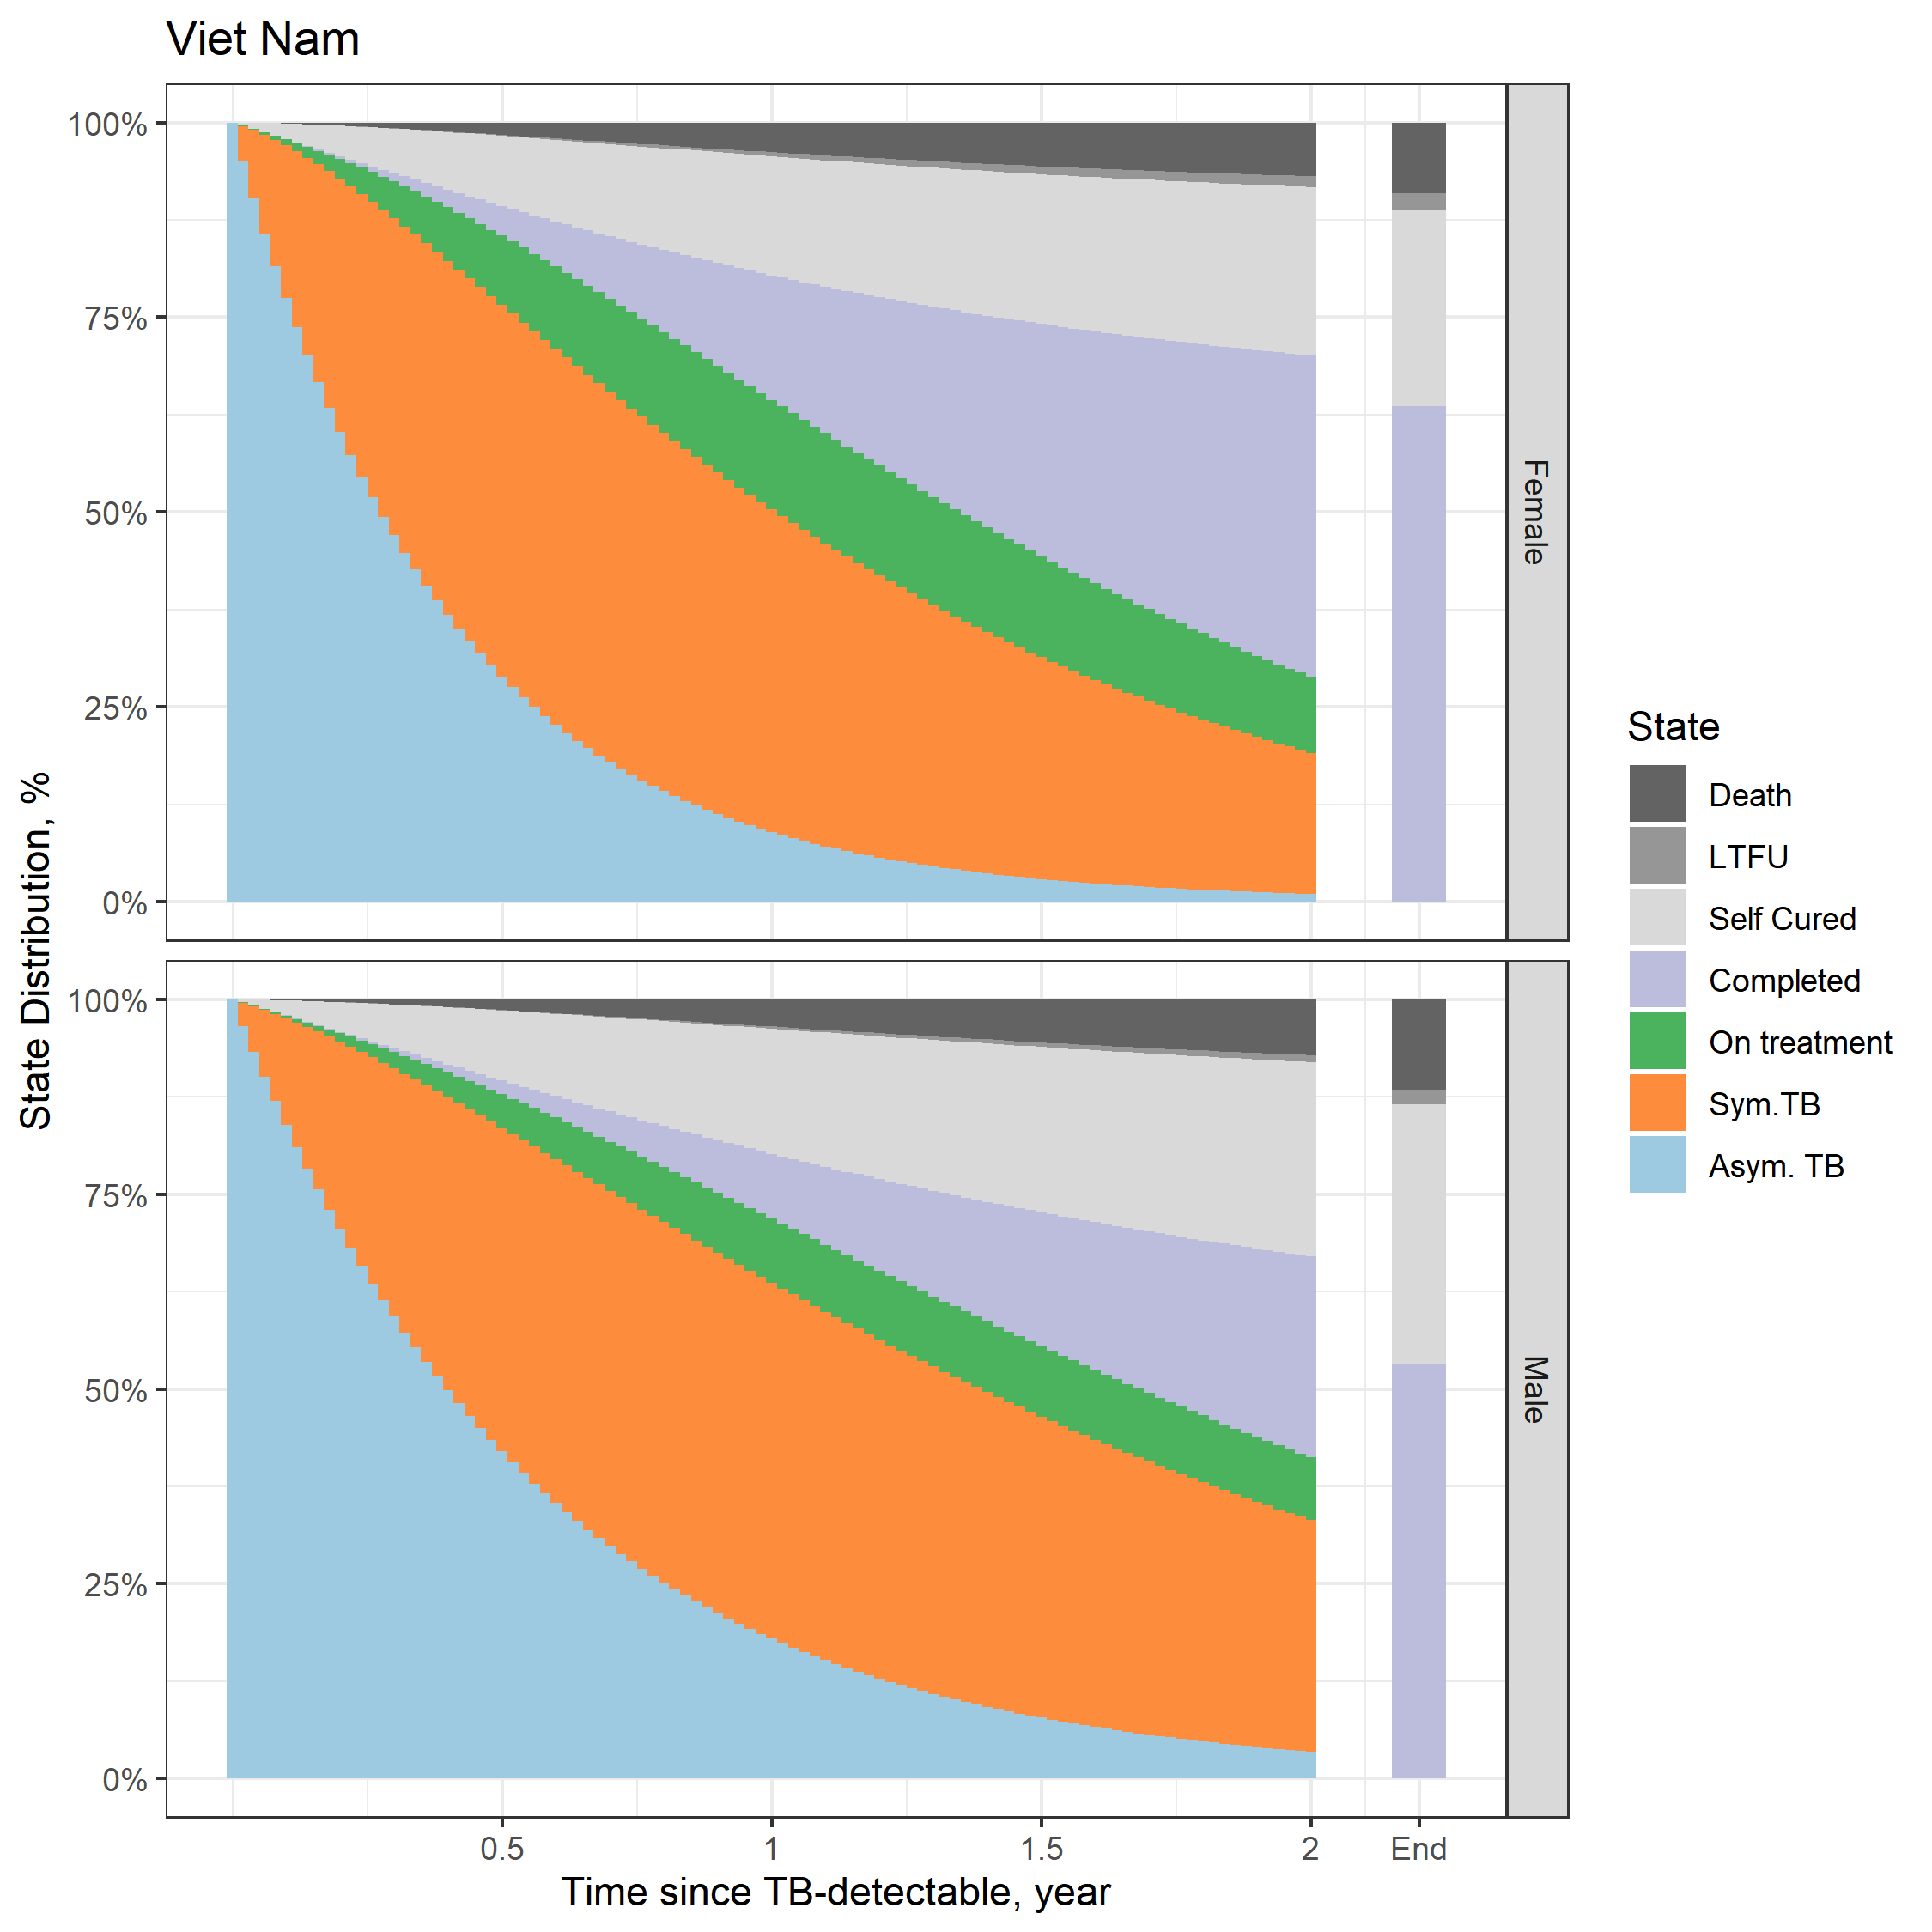 Viet Nam
State Distribution, %
100%
75%
50%
25%
0%
Female
100%
75%
50%
25%
0%
Male
0.5
1
1.5
2
End
Time since TB-detectable, year
State
Death
LTFU
Self Cured
Completed
On treatment
Sym.TB
Asym. TB